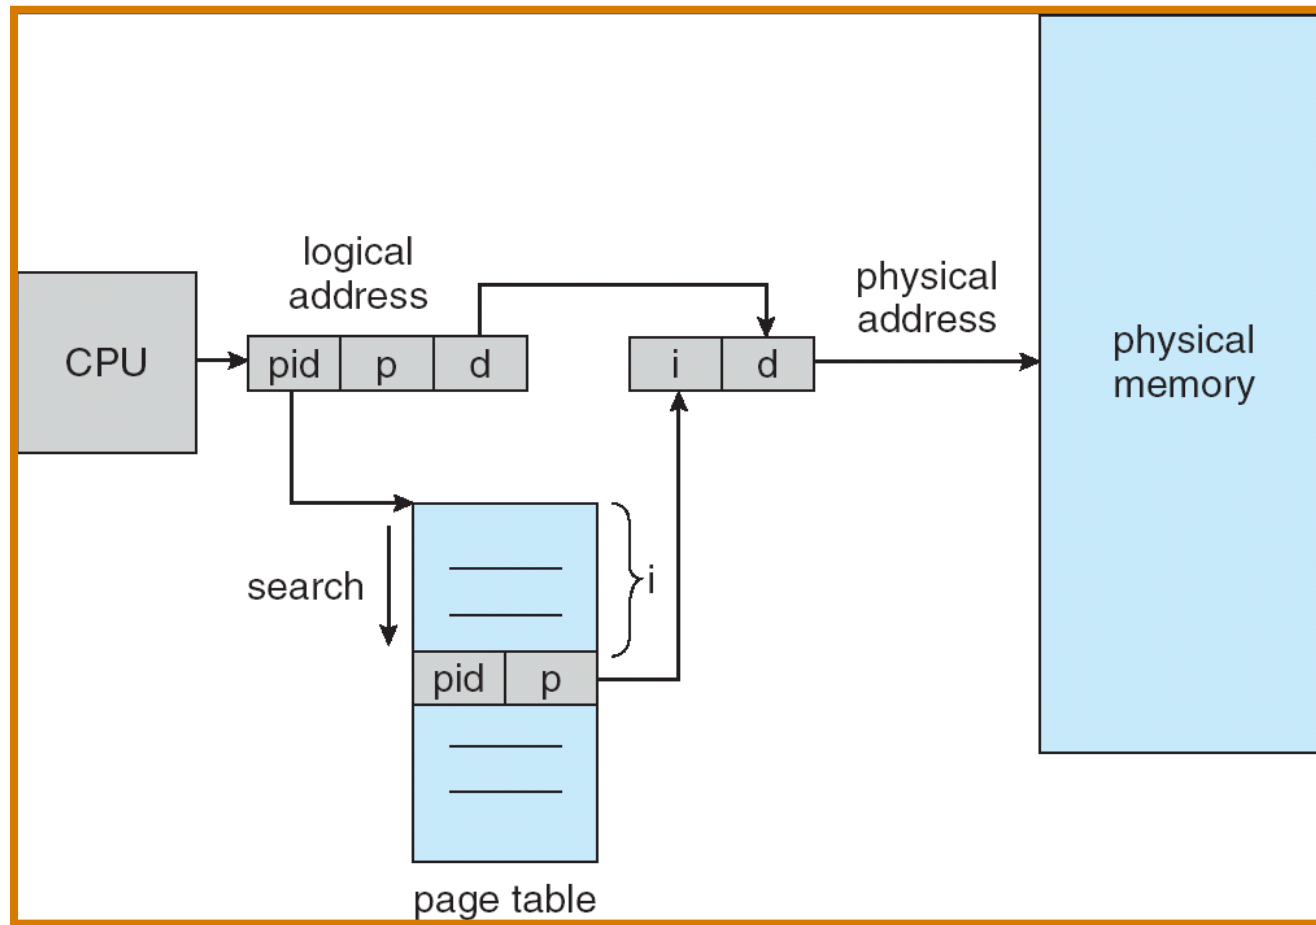 logical
address
physical
address
CPU
pid
p
d
i
d
physical
memory
search
i
pid
p
page table